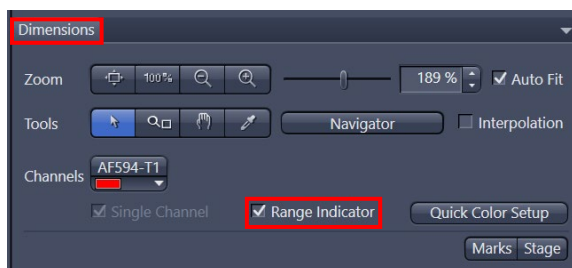 Dimensions
Zoom 100% 189 % Auto Fit
Tools Navigator Interpolation
Channels AF594-T1
Single Channel Range Indicator Quick Color Setup
Marks Stage